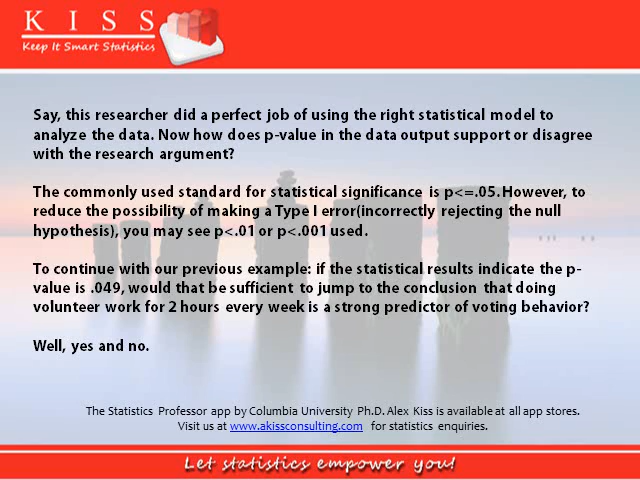 K I S S
Keep It Smart Statistics
Say, this researcher did a perfect job of using the right statistical model to
analyze the data. Now how does p-value in the data output support or disagree
with the research argument?
The commonly used standard for statistical significance is p<=.05. However, to
reduce the possibility of making a Type I error(incorrectly rejecting the null
hypothesis), you may see p<.01 or p<.001 used.
To continue with our previous example: if the statistical results indicate the p-
value is .049, would that be sufficient to jump to the conclusion that doing
volunteer work for 2 hours every week is a strong predictor of voting behavior?
Well, yes and no.
The Statistics Professor app by Columbia University Ph.D. Alex Kiss is available at all app stores.
Visit us at www.akissconsulting.com for statistics enquiries.
Let statistics empower you!